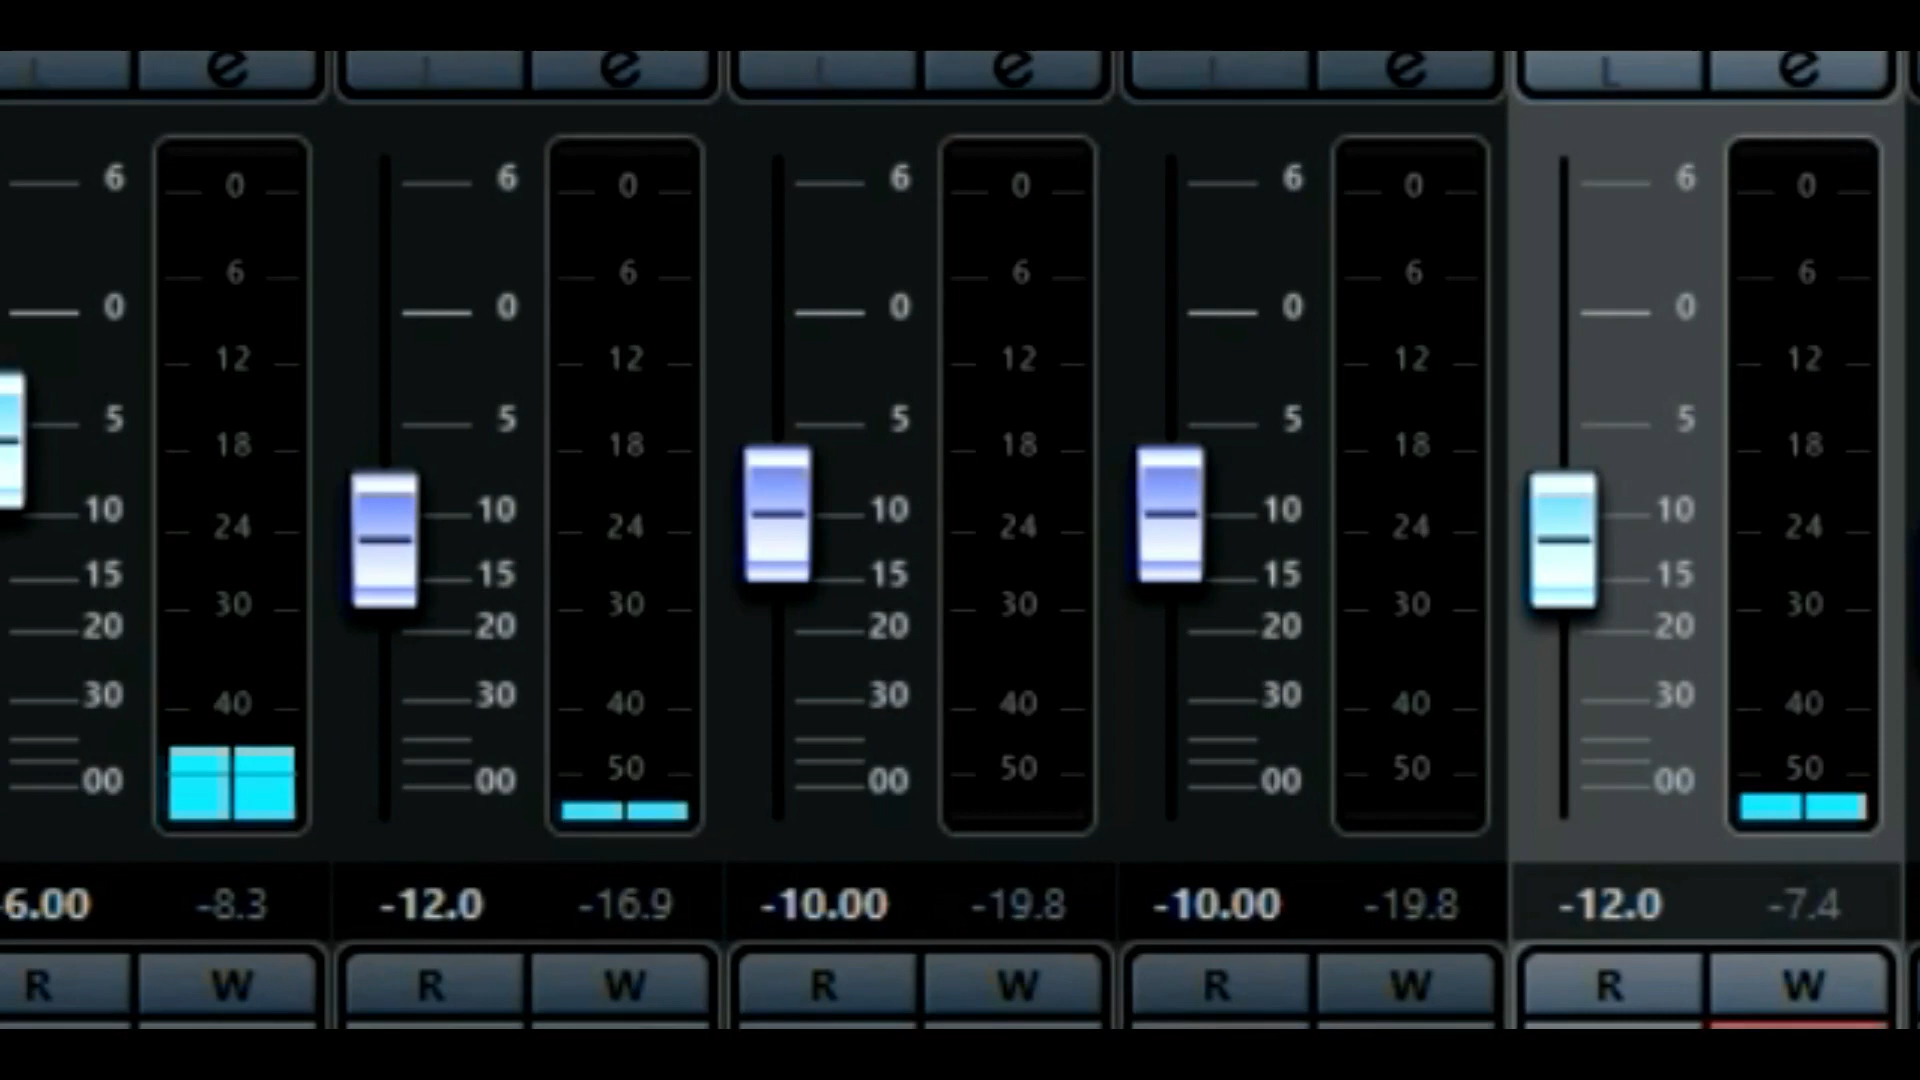 L e L e L e L e L e
6 0 6 0 6 0 6 0 6 0
6 6 6 6 6
0 0 0 0 0
12 12 12 12 12
5 5 5 5 5
18 18 18 18 18
10 24 10 24 10 24 10 24 10 24
15 15 15 15 15
30 30 30 30 30
20 20 20 20 20
30 40 30 40 30 40 30 40 30 40
50 50 50 50
00 00 00 00 00
6.00 -8.3 -12.0 -16.9 -10.00 -19.8 -10.00 -19.8 -12.0 -7.4
R W R W R W R W R W